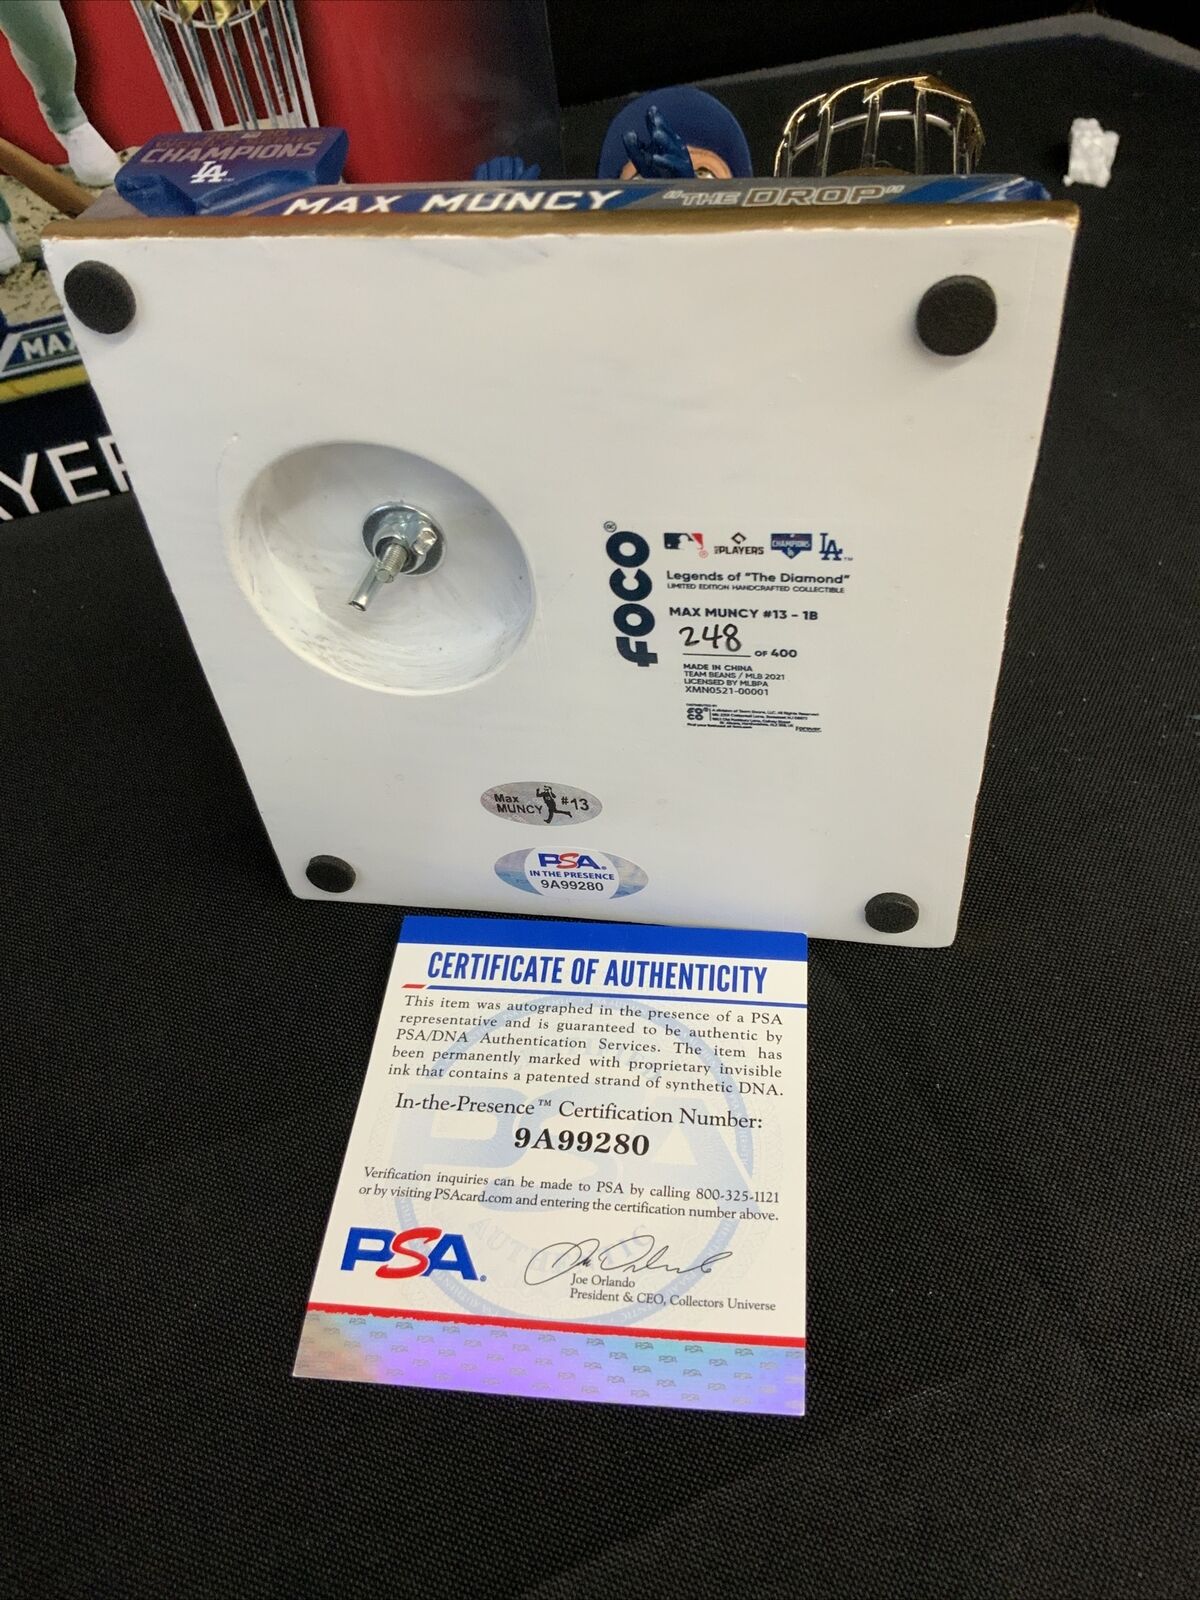 CHAMPIONS
LA
MAX MUNCY "THE DROP"
MAX
foco
PLAYERS
CHAMPIONS
LA
Legends of "The Diamond"
LIMITED EDITION HANDCRAFTED COLLECTIBLE
MAX MUNCY #13 - 1B
248 OF 400
MADE IN CHINA
TEAM BEANS / MLB 2021
LICENSED BY MLBPA
XMN0521-00001
Max
MUNCY #13
PSA
IN THE PRESENCE
9A99280
CERTIFICATE OF AUTHENTICITY
This item was autographed in the presence of a PSA
representative and is guaranteed to be authentic by
PSA/DNA Authentication Services. The item has
been permanently marked with proprietary invisible
ink that contains a patented strand of synthetic DNA.
In-the-Presence™ Certification Number:
9A99280
Verification inquiries can be made to PSA by calling 800-325-1121
or by visiting PSAcard.com and entering the certification number above.
PSA
Joe Orlando
President & CEO, Collectors Universe